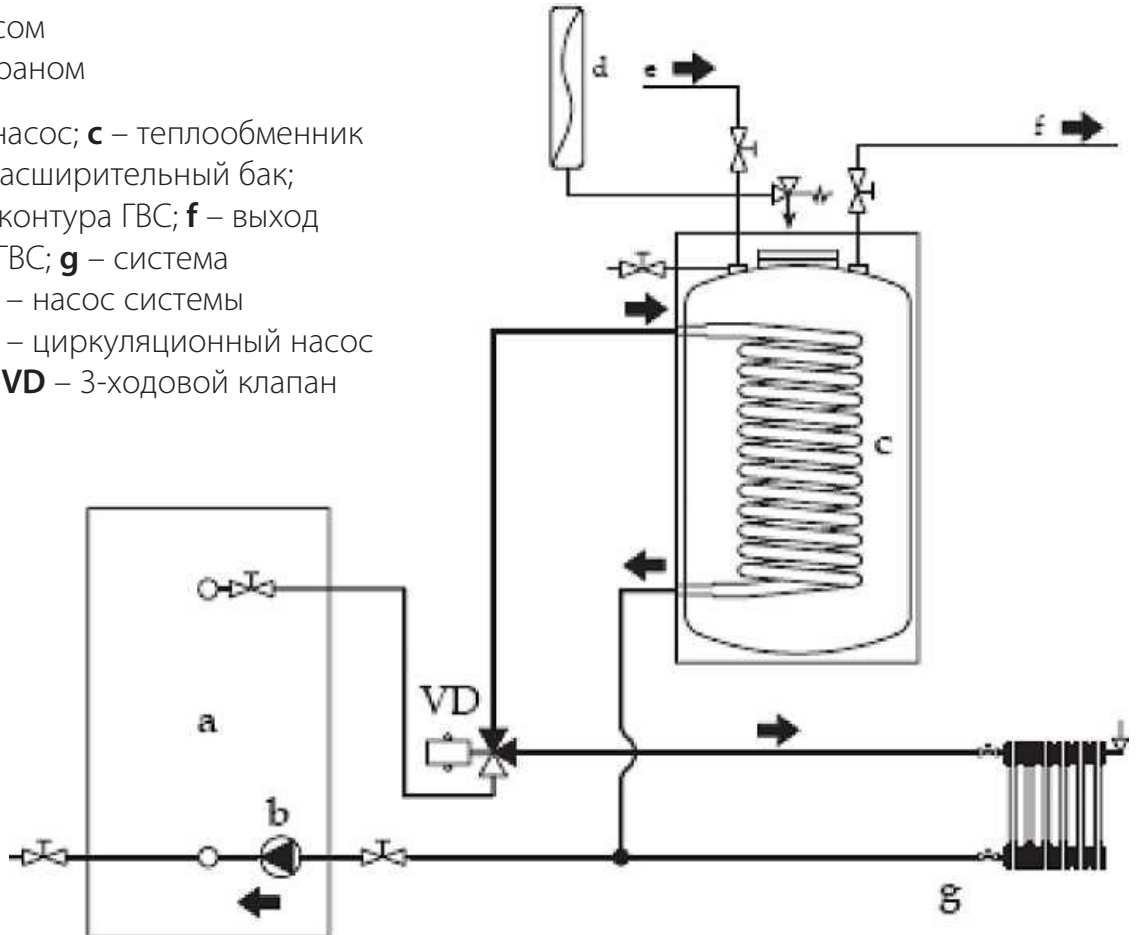 сом
раном
насос; c – теплообменник
асширительный бак;
контура ГВС; f – выход
ГВС; g – система
– насос системы
– циркуляционный насос
VD – 3-ходовой клапан
d
e
f
c
VD
a
b
g